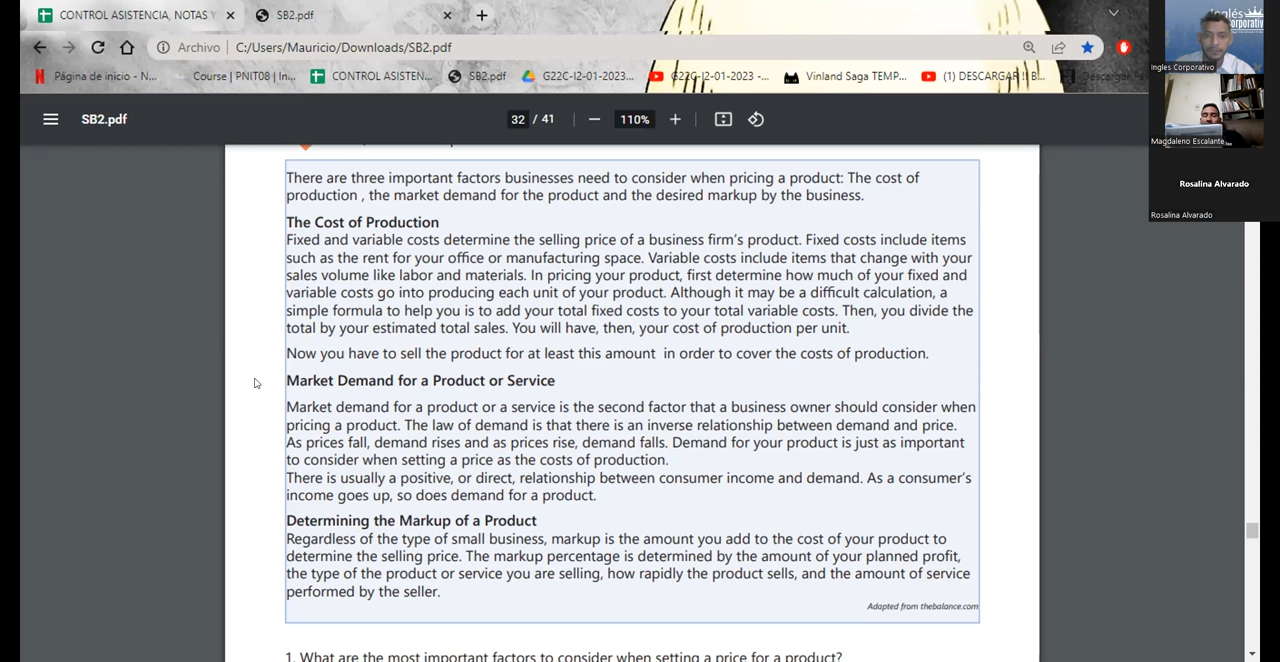 CONTROL ASISTENCIA, NOTAS Y
SB2.pdf
Archivo
C:/Users/Mauricio/Downloads/SB2.pdf
Página de inicio - N...
Course | PNIT08 | In...
CONTROL ASISTEN...
SB2.pdf
G22C-I2-01-2023...
G22C-I2-01-2023 -...
Vinland Saga TEMP...
(1) DESCARGAR !! B...
SB2.pdf
32 / 41
110%
Inglés
Corporativo
Ingles Corporativo
Magdaleno Escalante
Rosalina Alvarado
Rosalina Alvarado
There are three important factors businesses need to consider when pricing a product: The cost of
production , the market demand for the product and the desired markup by the business.
The Cost of Production
Fixed and variable costs determine the selling price of a business firm's product. Fixed costs include items
such as the rent for your office or manufacturing space. Variable costs include items that change with your
sales volume like labor and materials. In pricing your product, first determine how much of your fixed and
variable costs go into producing each unit of your product. Although it may be a difficult calculation, a
simple formula to help you is to add your total fixed costs to your total variable costs. Then, you divide the
total by your estimated total sales. You will have, then, your cost of production per unit.
Now you have to sell the product for at least this amount in order to cover the costs of production.
Market Demand for a Product or Service
Market demand for a product or a service is the second factor that a business owner should consider when
pricing a product. The law of demand is that there is an inverse relationship between demand and price.
As prices fall, demand rises and as prices rise, demand falls. Demand for your product is just as important
to consider when setting a price as the costs of production.
There is usually a positive, or direct, relationship between consumer income and demand. As a consumer's
income goes up, so does demand for a product.
Determining the Markup of a Product
Regardless of the type of small business, markup is the amount you add to the cost of your product to
determine the selling price. The markup percentage is determined by the amount of your planned profit,
the type of the product or service you are selling, how rapidly the product sells, and the amount of service
performed by the seller.
Adapted from thebalance.com
1. What are the most important factors to consider when setting a price for a product?